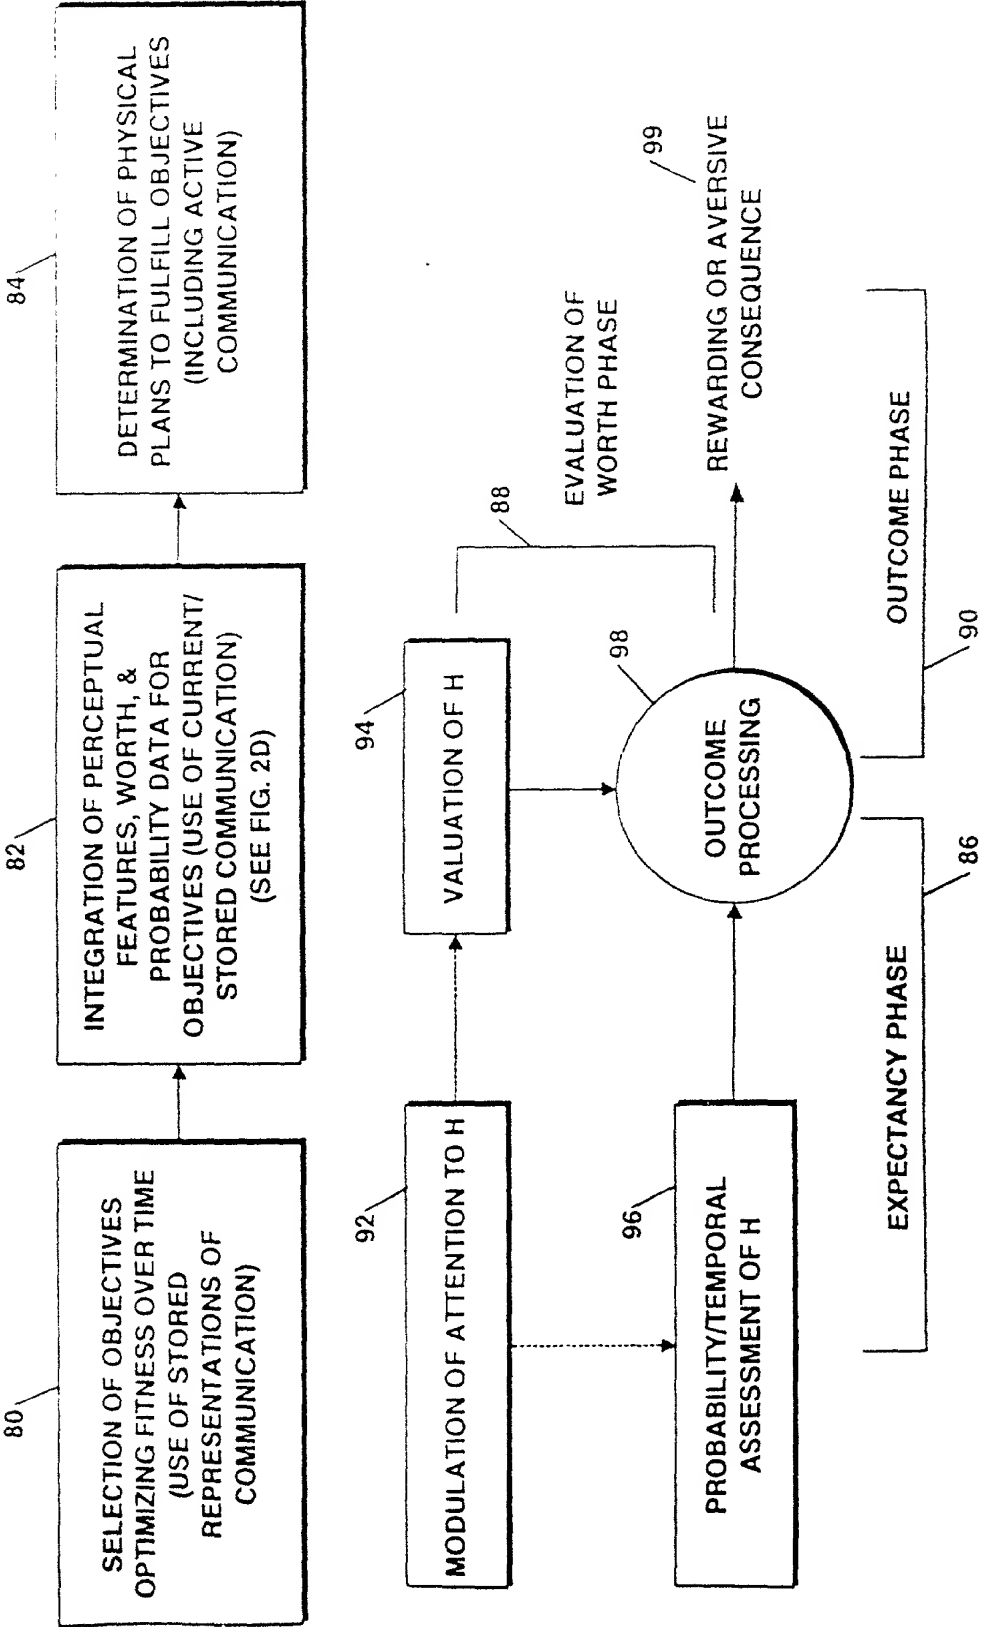 80
SELECTION OF OBJECTIVES
OPTIMIZING FITNESS OVER TIME
(USE OF STORED
REPRESENTATIONS OF
COMMUNICATION)
82
INTEGRATION OF PERCEPTUAL
FEATURES, WORTH, &
PROBABILITY DATA FOR
OBJECTIVES (USE OF CURRENT/
STORED COMMUNICATION)
(SEE FIG. 2D)
84
DETERMINATION OF PHYSICAL
PLANS TO FULFILL OBJECTIVES
(INCLUDING ACTIVE
COMMUNICATION)
92
MODULATION OF ATTENTION TO H
94
VALUATION OF H
88
EVALUATION OF
WORTH PHASE
96
PROBABILITY/TEMPORAL
ASSESSMENT OF H
98
OUTCOME
PROCESSING
99
REWARDING OR AVERSIVE
CONSEQUENCE
EXPECTANCY PHASE
86
OUTCOME PHASE
90